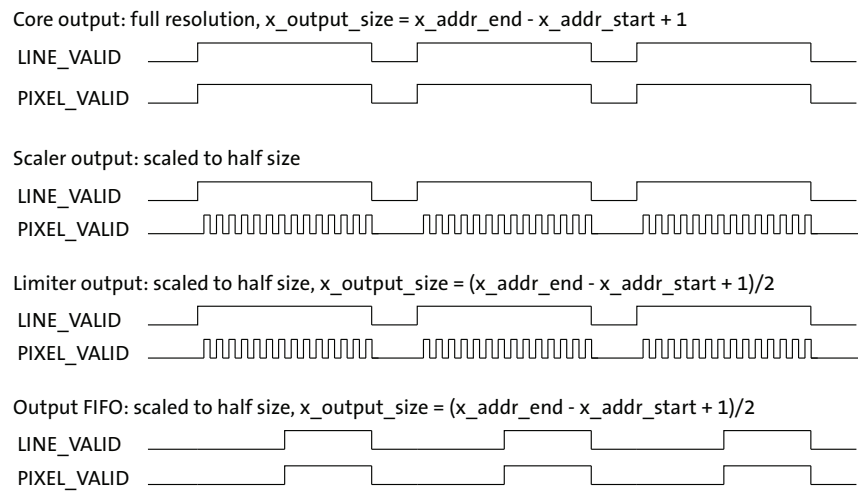 Core output: full resolution, x_output_size = x_addr_end - x_addr_start + 1
LINE_VALID
PIXEL_VALID
Scaler output: scaled to half size
LINE_VALID
PIXEL_VALID
Limiter output: scaled to half size, x_output_size = (x_addr_end - x_addr_start + 1)/2
LINE_VALID
PIXEL_VALID
Output FIFO: scaled to half size, x_output_size = (x_addr_end - x_addr_start + 1)/2
LINE_VALID
PIXEL_VALID